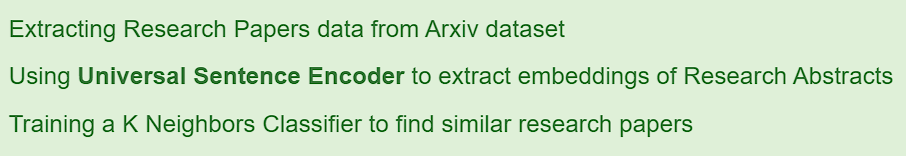 Extracting Research Papers data from Arxiv dataset
Using Universal Sentence Encoder to extract embeddings of Research Abstracts
Training a K Neighbors Classifier to find similar research papers